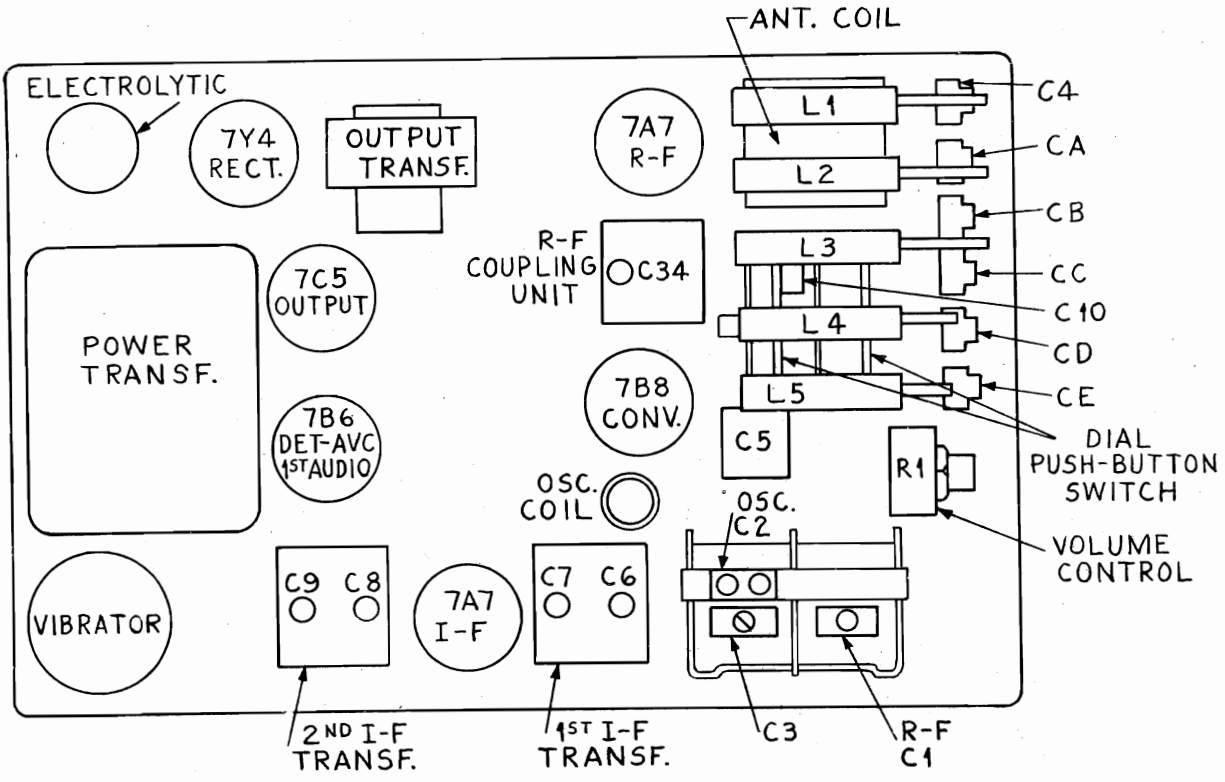 ANT. COIL
ELECTROLYTIC
7Y4
RECT.
OUTPUT
TRANSF.
7A7
R-F
L1
C4
CA
L2
CB
R-F
COUPLING
UNIT
C34
L3
CC
7C5
OUTPUT
C10
L4
CD
POWER
TRANSF.
7B8
CONV.
L5
CE
7B6
DET-AVC
1ST AUDIO
C5
R1
DIAL
PUSH-BUTTON
SWITCH
OSC.
COIL
OSC.
C2
VOLUME
CONTROL
C9 C8
7A7
I-F
C7 C6
VIBRATOR
2ND I-F
TRANSF.
1ST I-F
TRANSF.
C3
R-F
C1